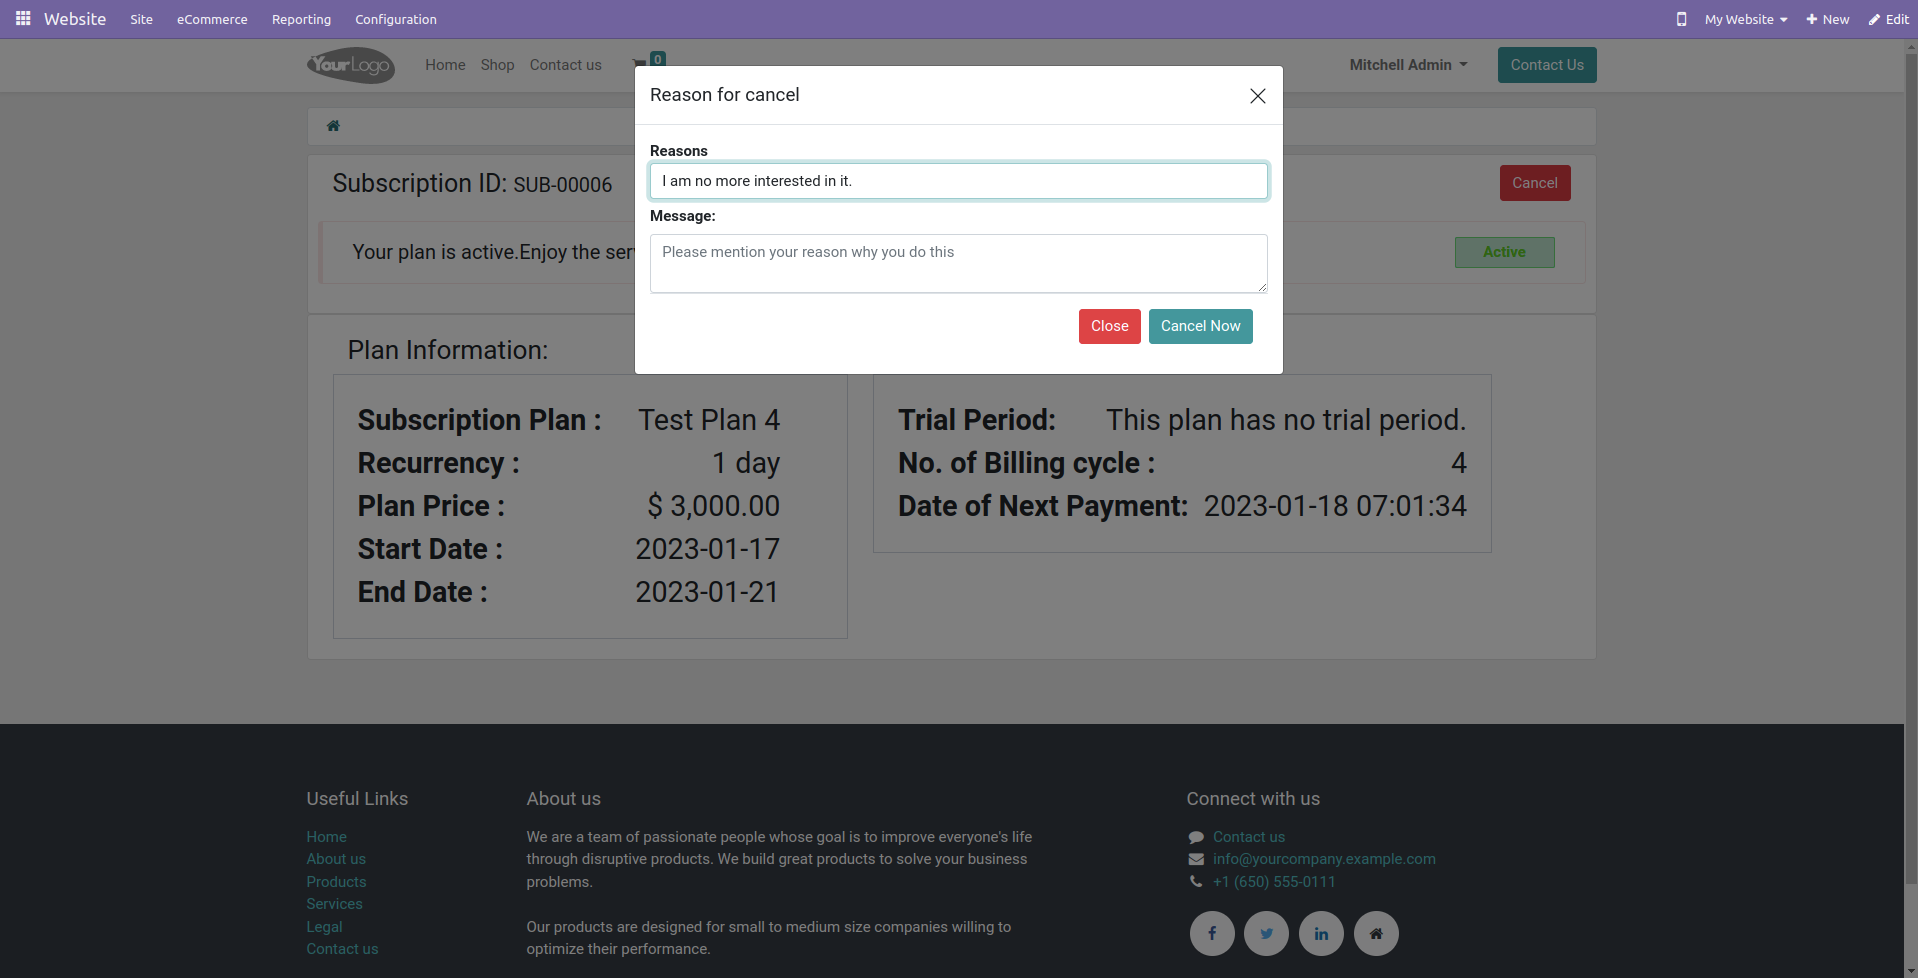 Website Site eCommerce Reporting Configuration My Website New Edit
YourLogo Home Shop Contact us 0 Mitchell Admin Contact Us
Reason for cancel
Reasons
I am no more interested in it.
Message:
Please mention your reason why you do this
Close Cancel Now
Subscription ID: SUB-00006 Cancel
Your plan is active.Enjoy the ser Active
Plan Information:
Subscription Plan : Test Plan 4
Recurrency : 1 day
Plan Price : $ 3,000.00
Start Date : 2023-01-17
End Date : 2023-01-21
Trial Period: This plan has no trial period.
No. of Billing cycle : 4
Date of Next Payment: 2023-01-18 07:01:34
Useful Links
Home
About us
Products
Services
Legal
Contact us
About us
We are a team of passionate people whose goal is to improve everyone's life
through disruptive products. We build great products to solve your business
problems.
Our products are designed for small to medium size companies willing to
optimize their performance.
Connect with us
Contact us
info@yourcompany.example.com
+1 (650) 555-0111